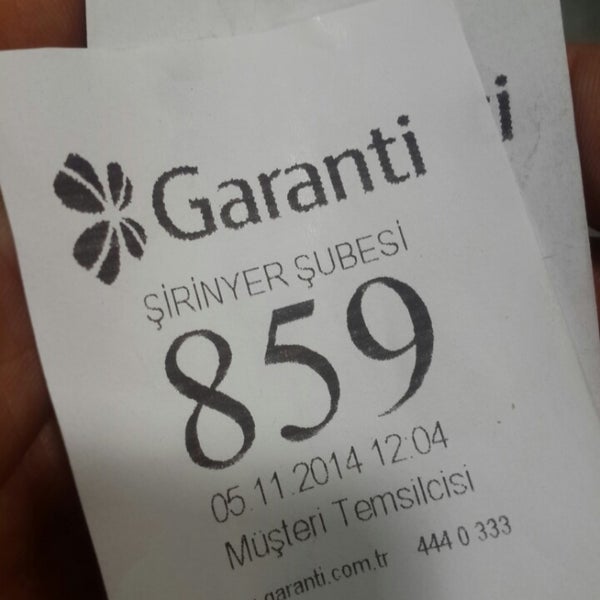 Garanti
ŞİRİNYER ŞUBESİ
859
05.11.2014 12:04
Müşteri Temsilcisi
.garanti.com.tr 444 0 333